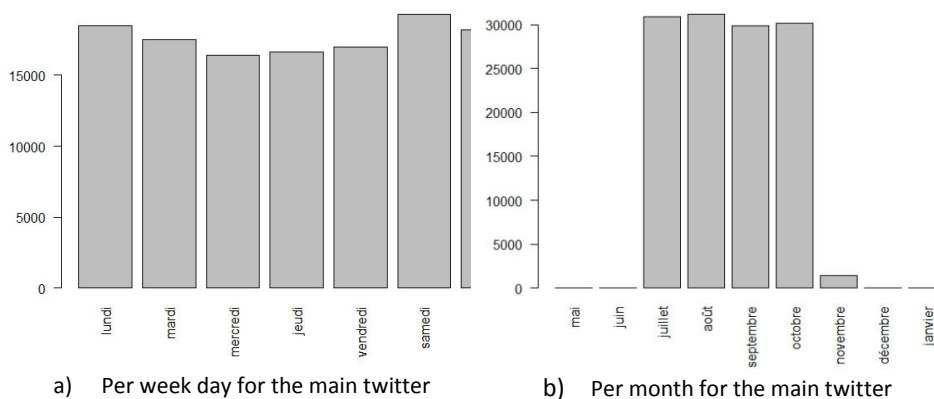 15000
10000
5000
0
lundi
mardi
mercredi
jeudi
vendredi
samedi
a) Per week day for the main twitter
30000
25000
20000
15000
10000
5000
0
mai
juin
juillet
août
septembre
octobre
novembre
décembre
janvier
b) Per month for the main twitter